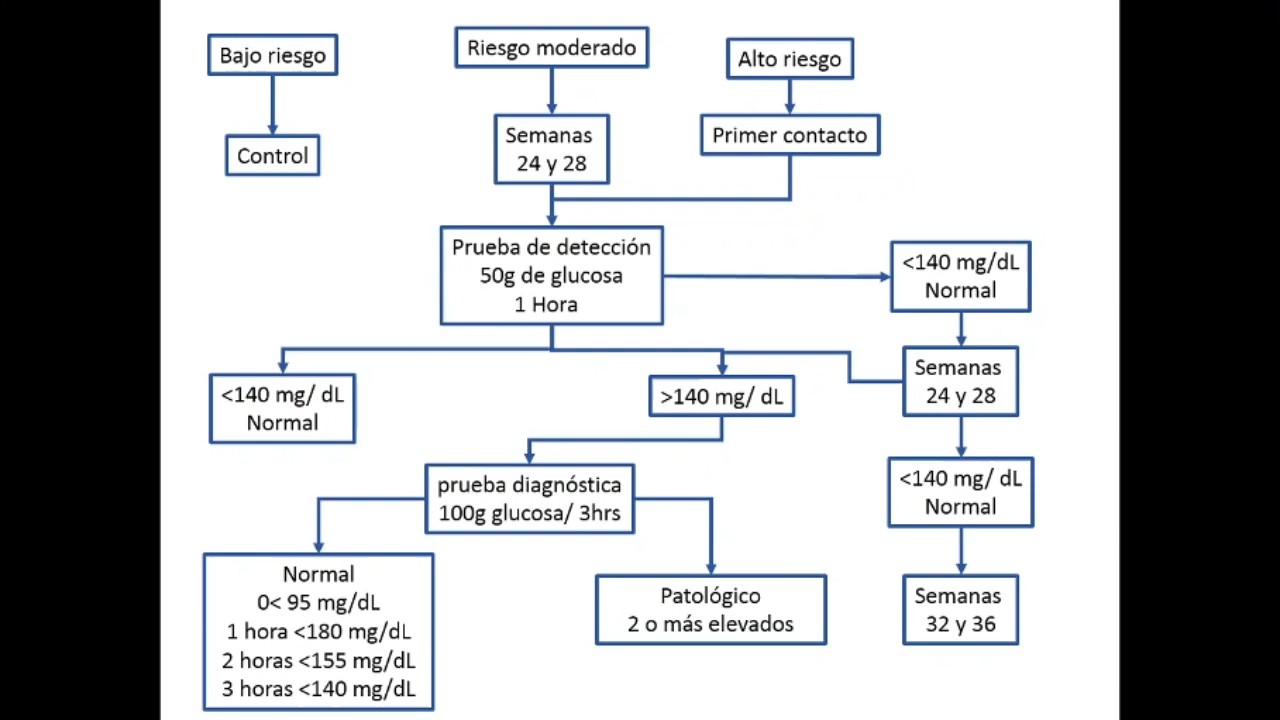 Bajo riesgo
Riesgo moderado
Alto riesgo
Control
Semanas
24 y 28
Primer contacto
Prueba de detección
50g de glucosa
1 Hora
<140 mg/dL
Normal
<140 mg/ dL
Normal
>140 mg/ dL
Semanas
24 y 28
prueba diagnóstica
100g glucosa/ 3hrs
<140 mg/ dL
Normal
Normal
0< 95 mg/dL
1 hora <180 mg/dL
2 horas <155 mg/dL
3 horas <140 mg/dL
Patológico
2 o más elevados
Semanas
32 y 36